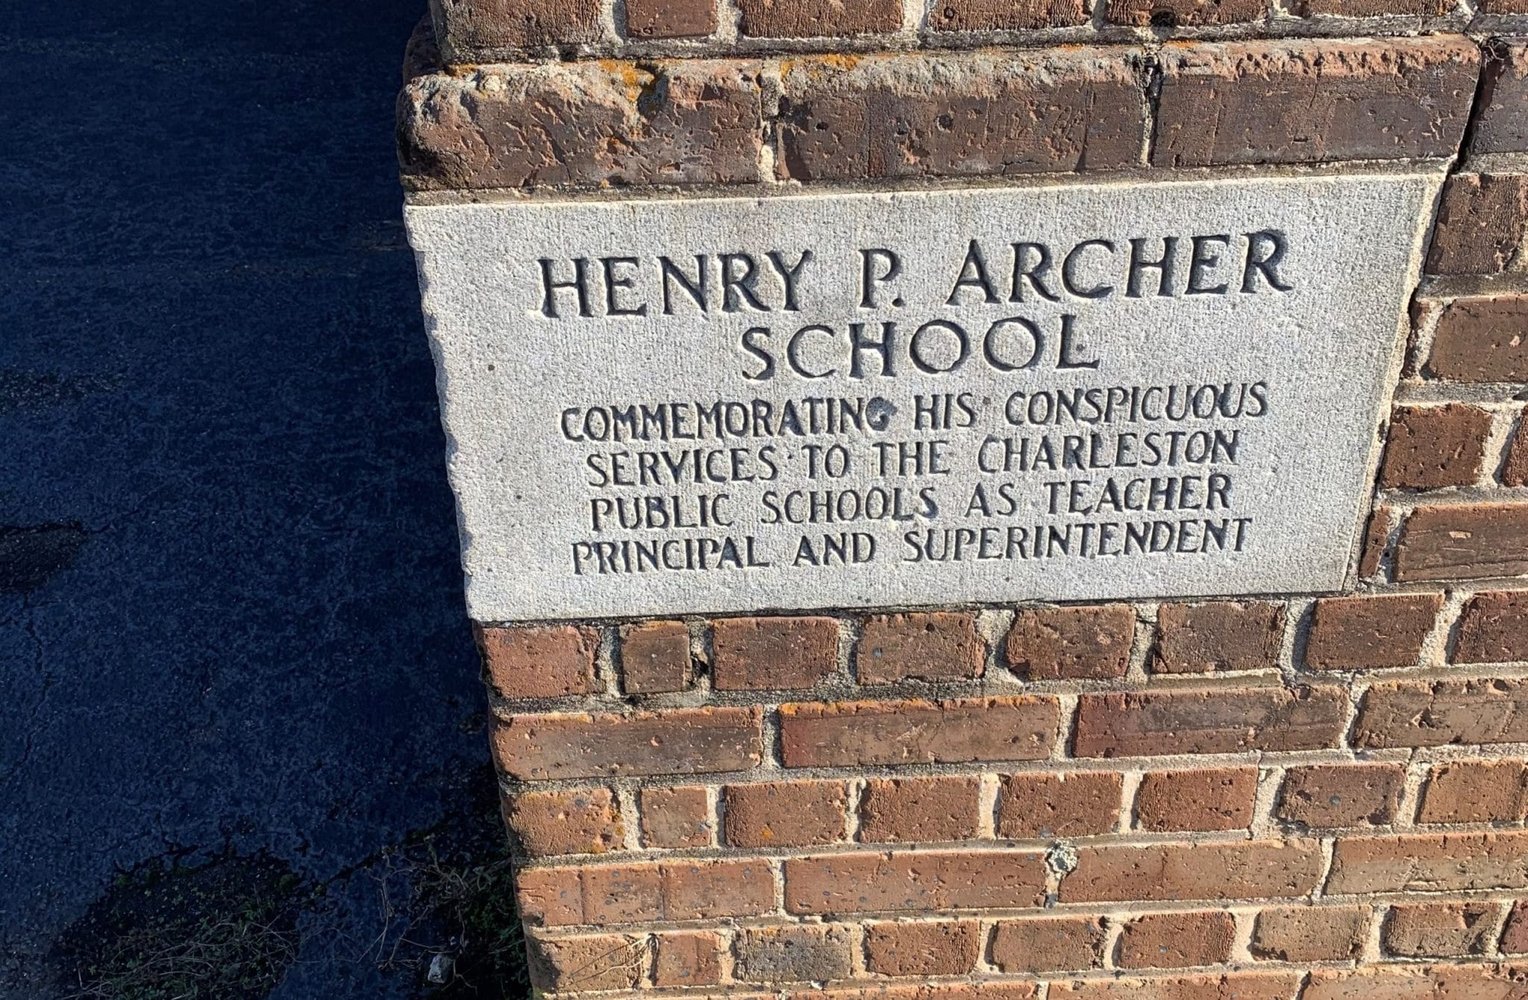 HENRY P. ARCHER
SCHOOL
COMMEMORATING HIS CONSPICUOUS
SERVICES TO THE CHARLESTON
PUBLIC SCHOOLS AS TEACHER
PRINCIPAL AND SUPERINTENDENT